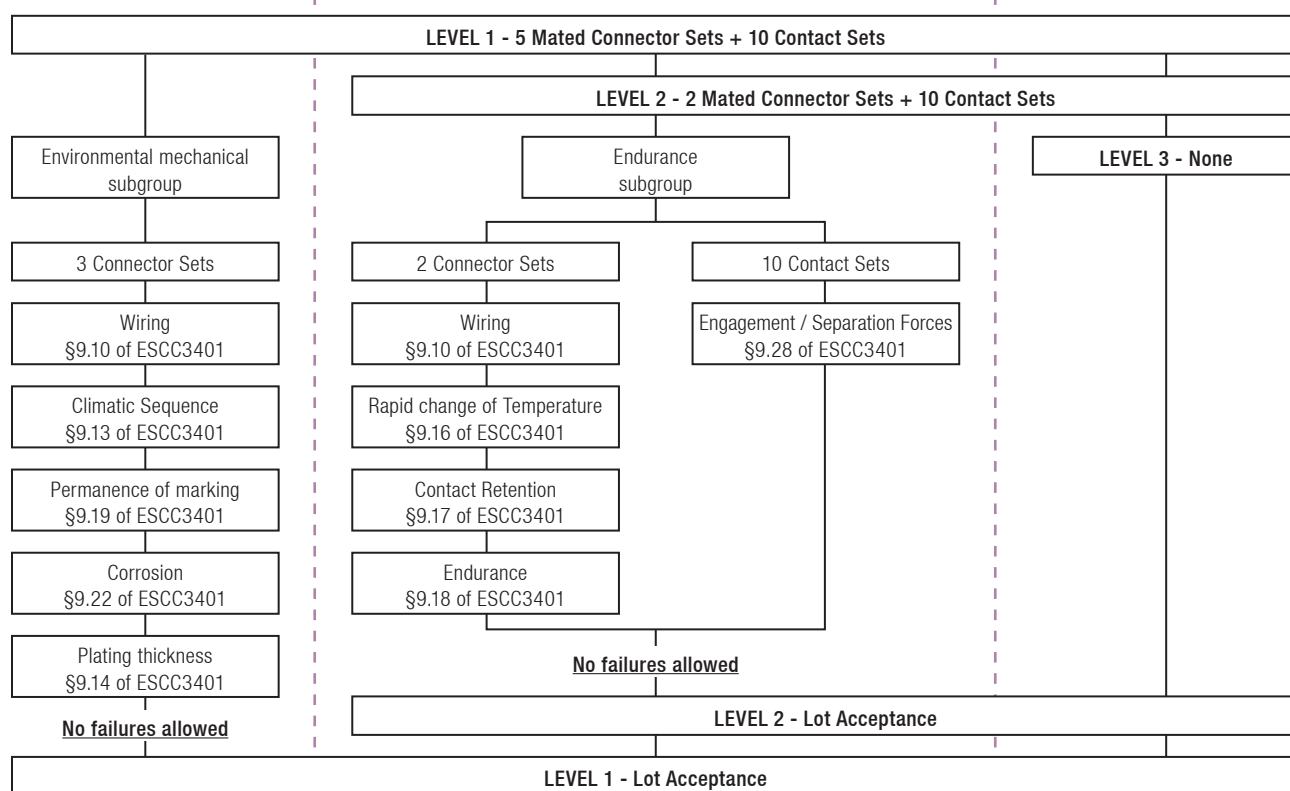 LEVEL 1 - 5 Mated Connector Sets + 10 Contact Sets
LEVEL 2 - 2 Mated Connector Sets + 10 Contact Sets
Environmental mechanical
subgroup
Endurance
subgroup
LEVEL 3 - None
3 Connector Sets
2 Connector Sets
10 Contact Sets
Wiring
§9.10 of ESCC3401
Wiring
§9.10 of ESCC3401
Engagement / Separation Forces
§9.28 of ESCC3401
Climatic Sequence
§9.13 of ESCC3401
Rapid change of Temperature
§9.16 of ESCC3401
Permanence of marking
§9.19 of ESCC3401
Contact Retention
§9.17 of ESCC3401
Corrosion
§9.22 of ESCC3401
Endurance
§9.18 of ESCC3401
Plating thickness
§9.14 of ESCC3401
No failures allowed
No failures allowed
LEVEL 2 - Lot Acceptance
LEVEL 1 - Lot Acceptance